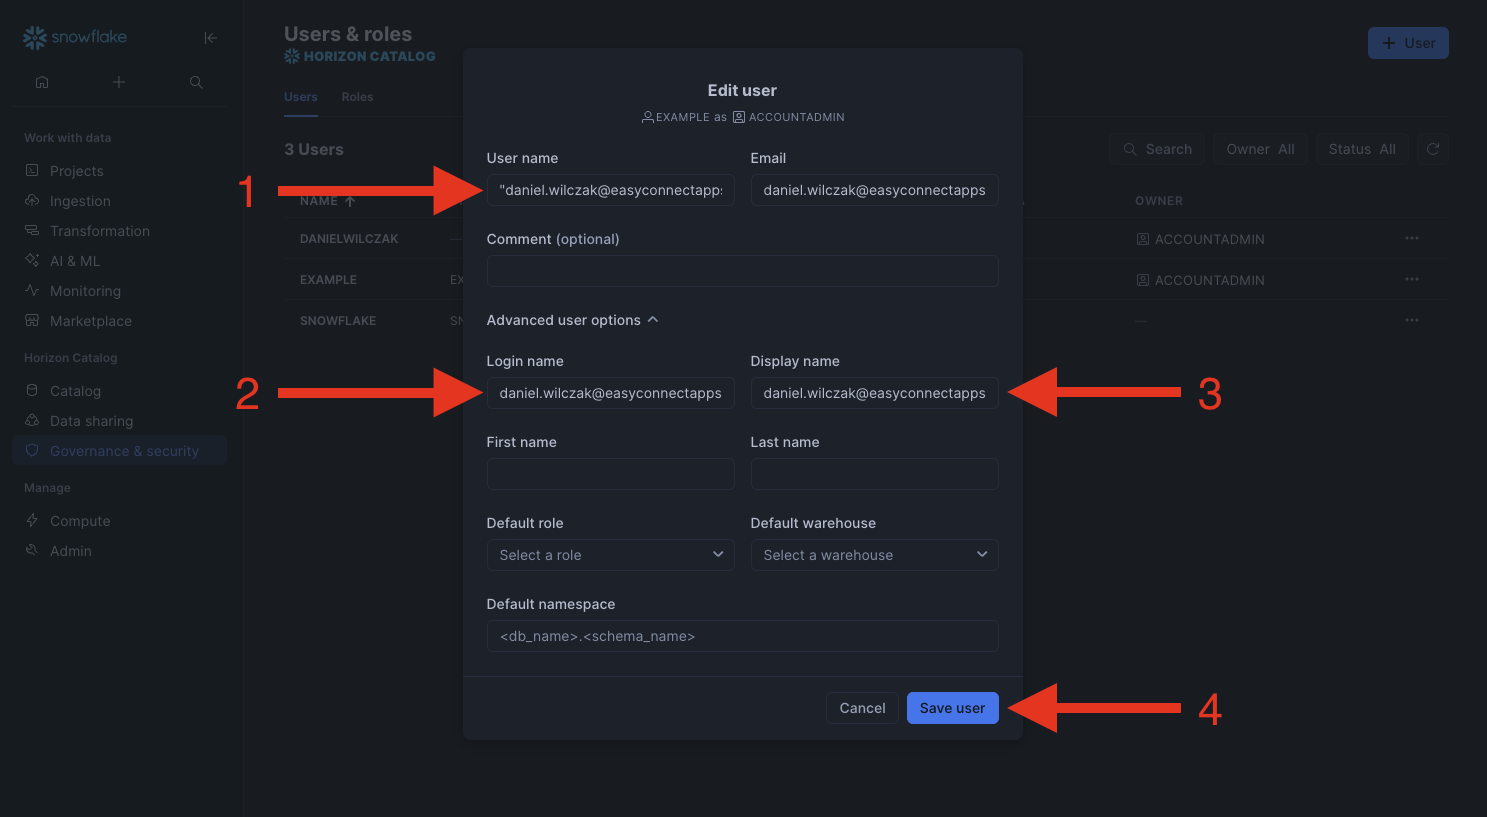 snowflake
Users & roles
HORIZON CATALOG
+ User
Users Roles
Work with data
Projects
Ingestion
Transformation
AI & ML
Monitoring
Marketplace
Horizon Catalog
Catalog
Data sharing
Governance & security
Manage
Compute
Admin
3 Users
Search
Owner All
Status All
NAME
OWNER
DANIELWILCZAK —
ACCOUNTADMIN
EXAMPLE EX
ACCOUNTADMIN
SNOWFLAKE SN
—
Edit user
EXAMPLE as ACCOUNTADMIN
User name
Email
1
"daniel.wilczak@easyconnectapps
daniel.wilczak@easyconnectapps
Comment (optional)
Advanced user options
Login name
Display name
2
daniel.wilczak@easyconnectapps
daniel.wilczak@easyconnectapps
3
First name
Last name
Default role
Default warehouse
Select a role
Select a warehouse
Default namespace
<db_name>.<schema_name>
Cancel
Save user
4